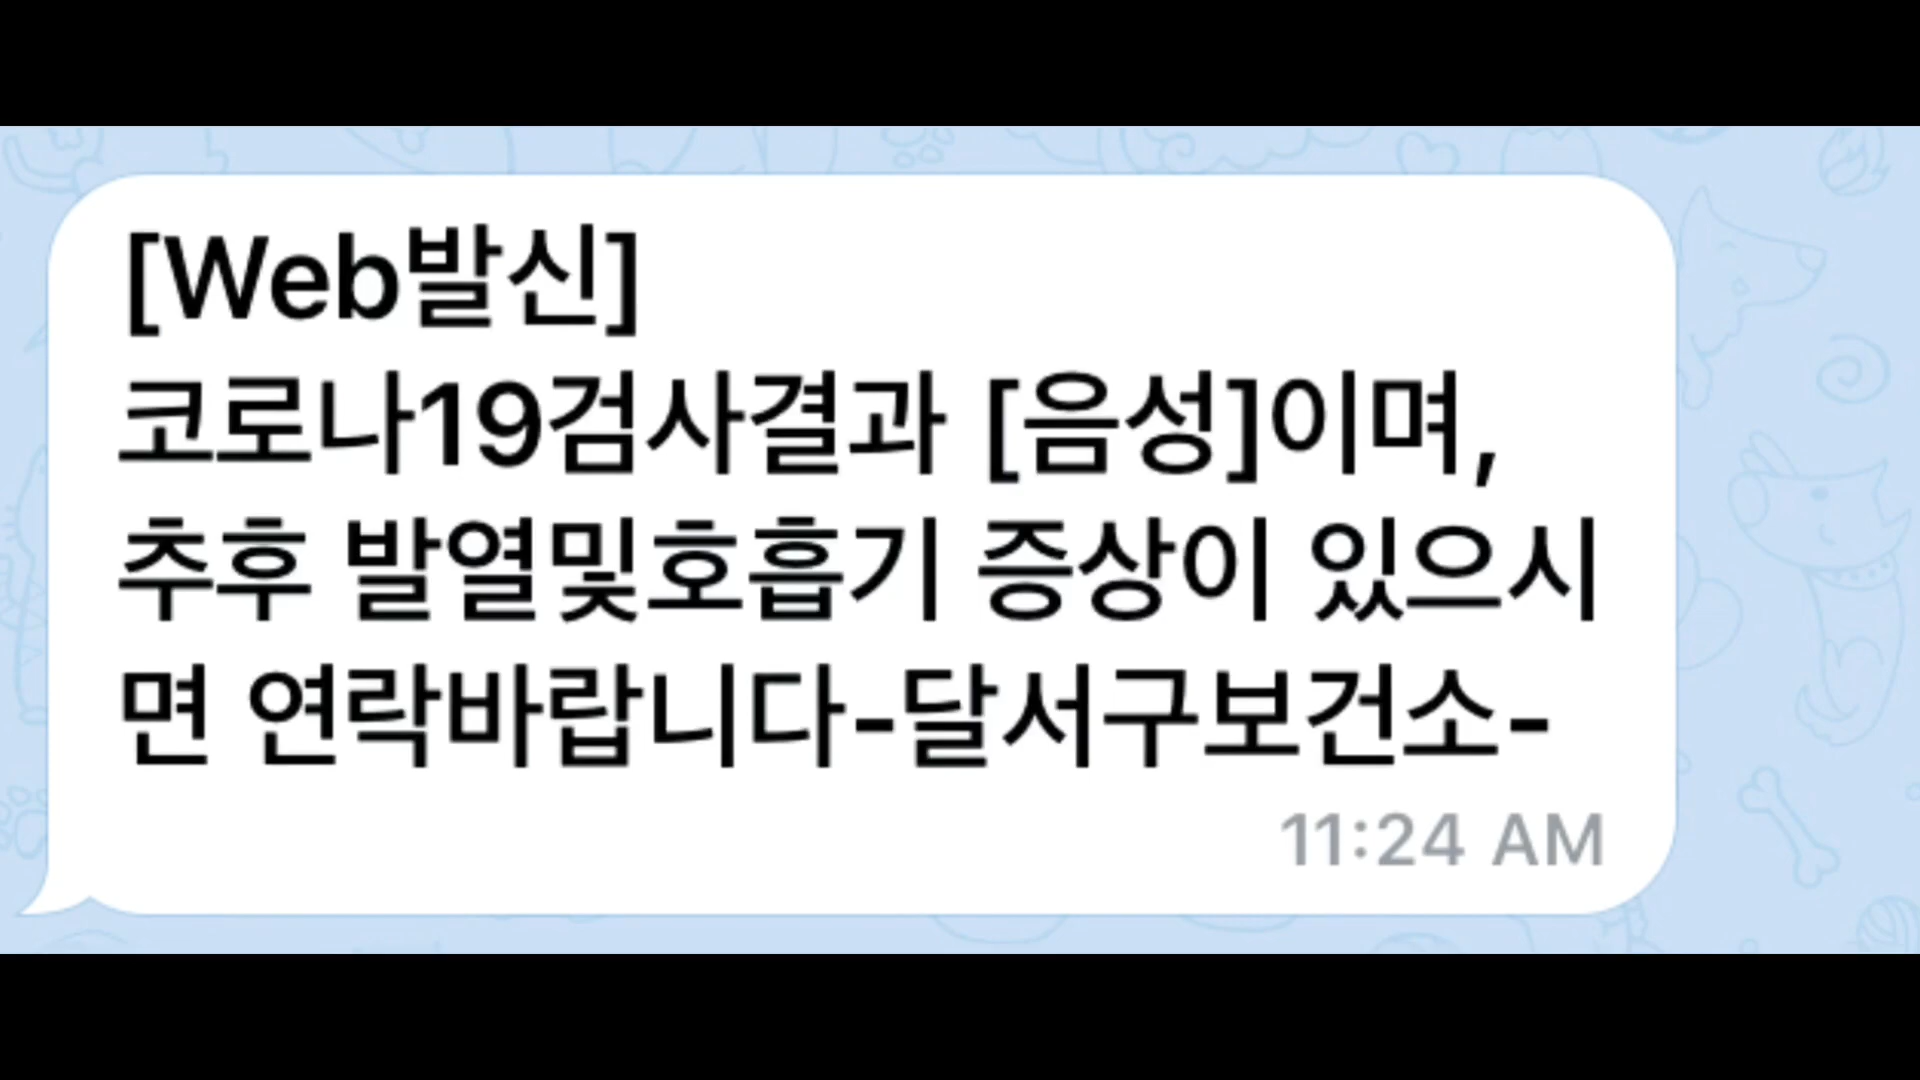 [Web발신]
코로나19검사결과 [음성]이며,
추후 발열및호흡기 증상이 있으시
면 연락바랍니다-달서구보건소-
11:24 AM